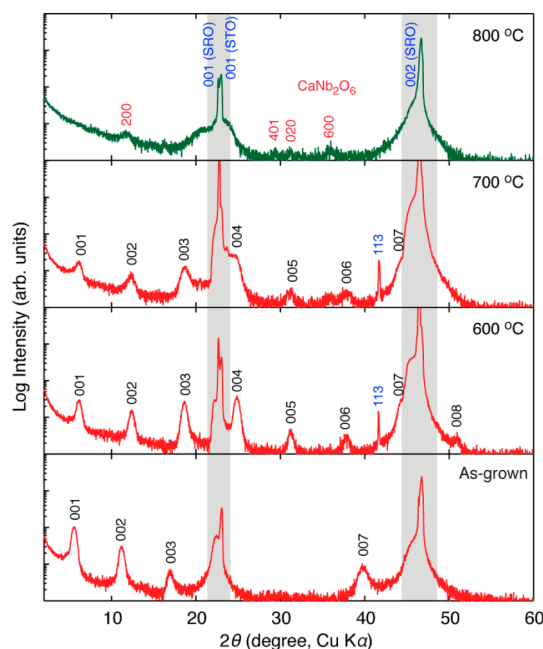 800 °C
001 (SRO)
001 (STO)
002 (SRO)
CaNb2O6
200
401
020
600
700 °C
001
002
003
004
005
006
113
007
600 °C
001
002
003
004
005
006
113
007
008
As-grown
001
002
003
007
Log Intensity (arb. units)
10 20 30 40 50 60
2θ (degree, Cu Kα)